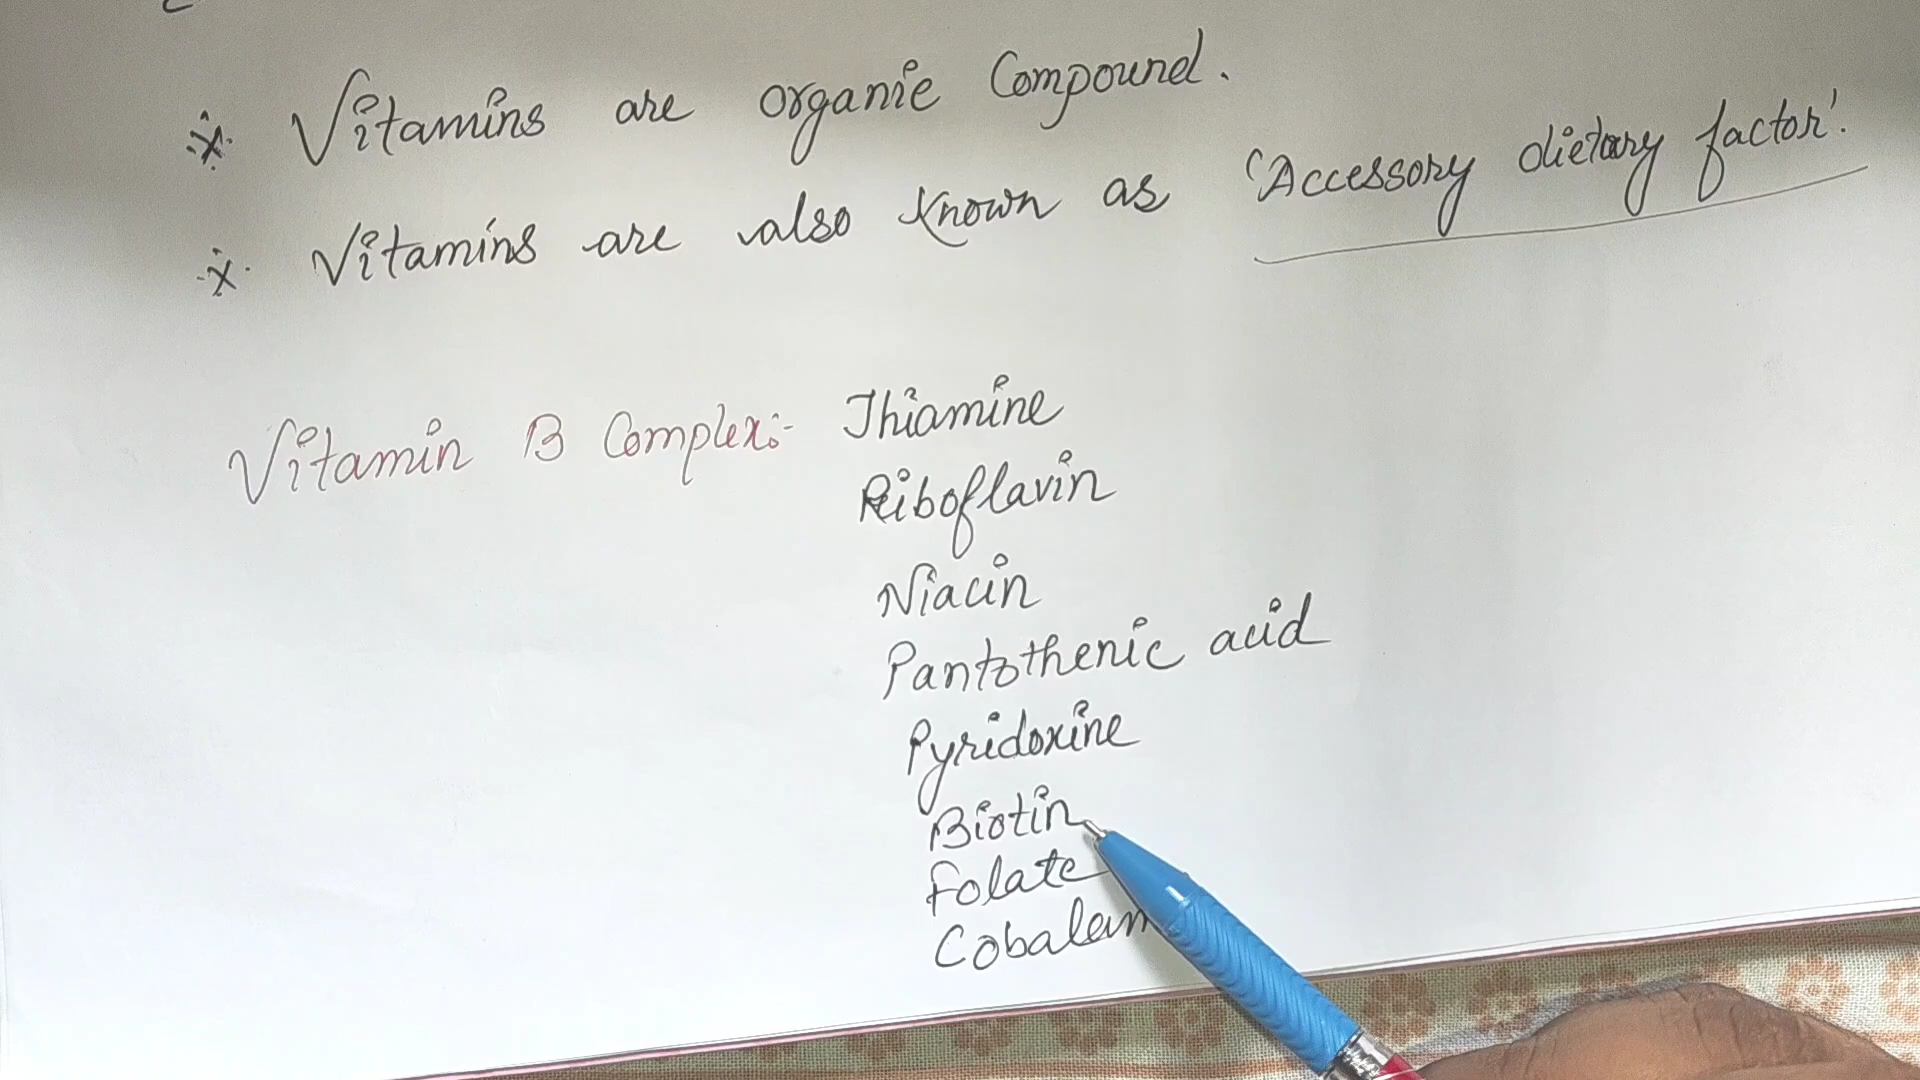 Vitamins are organic Compound.
Vitamins are also known as 'Accessory dietary factor'.
Vitamin B Complex:- Thiamine
Riboflavin
Niacin
Pantothenic acid
Pyridoxine
Biotin
Folate